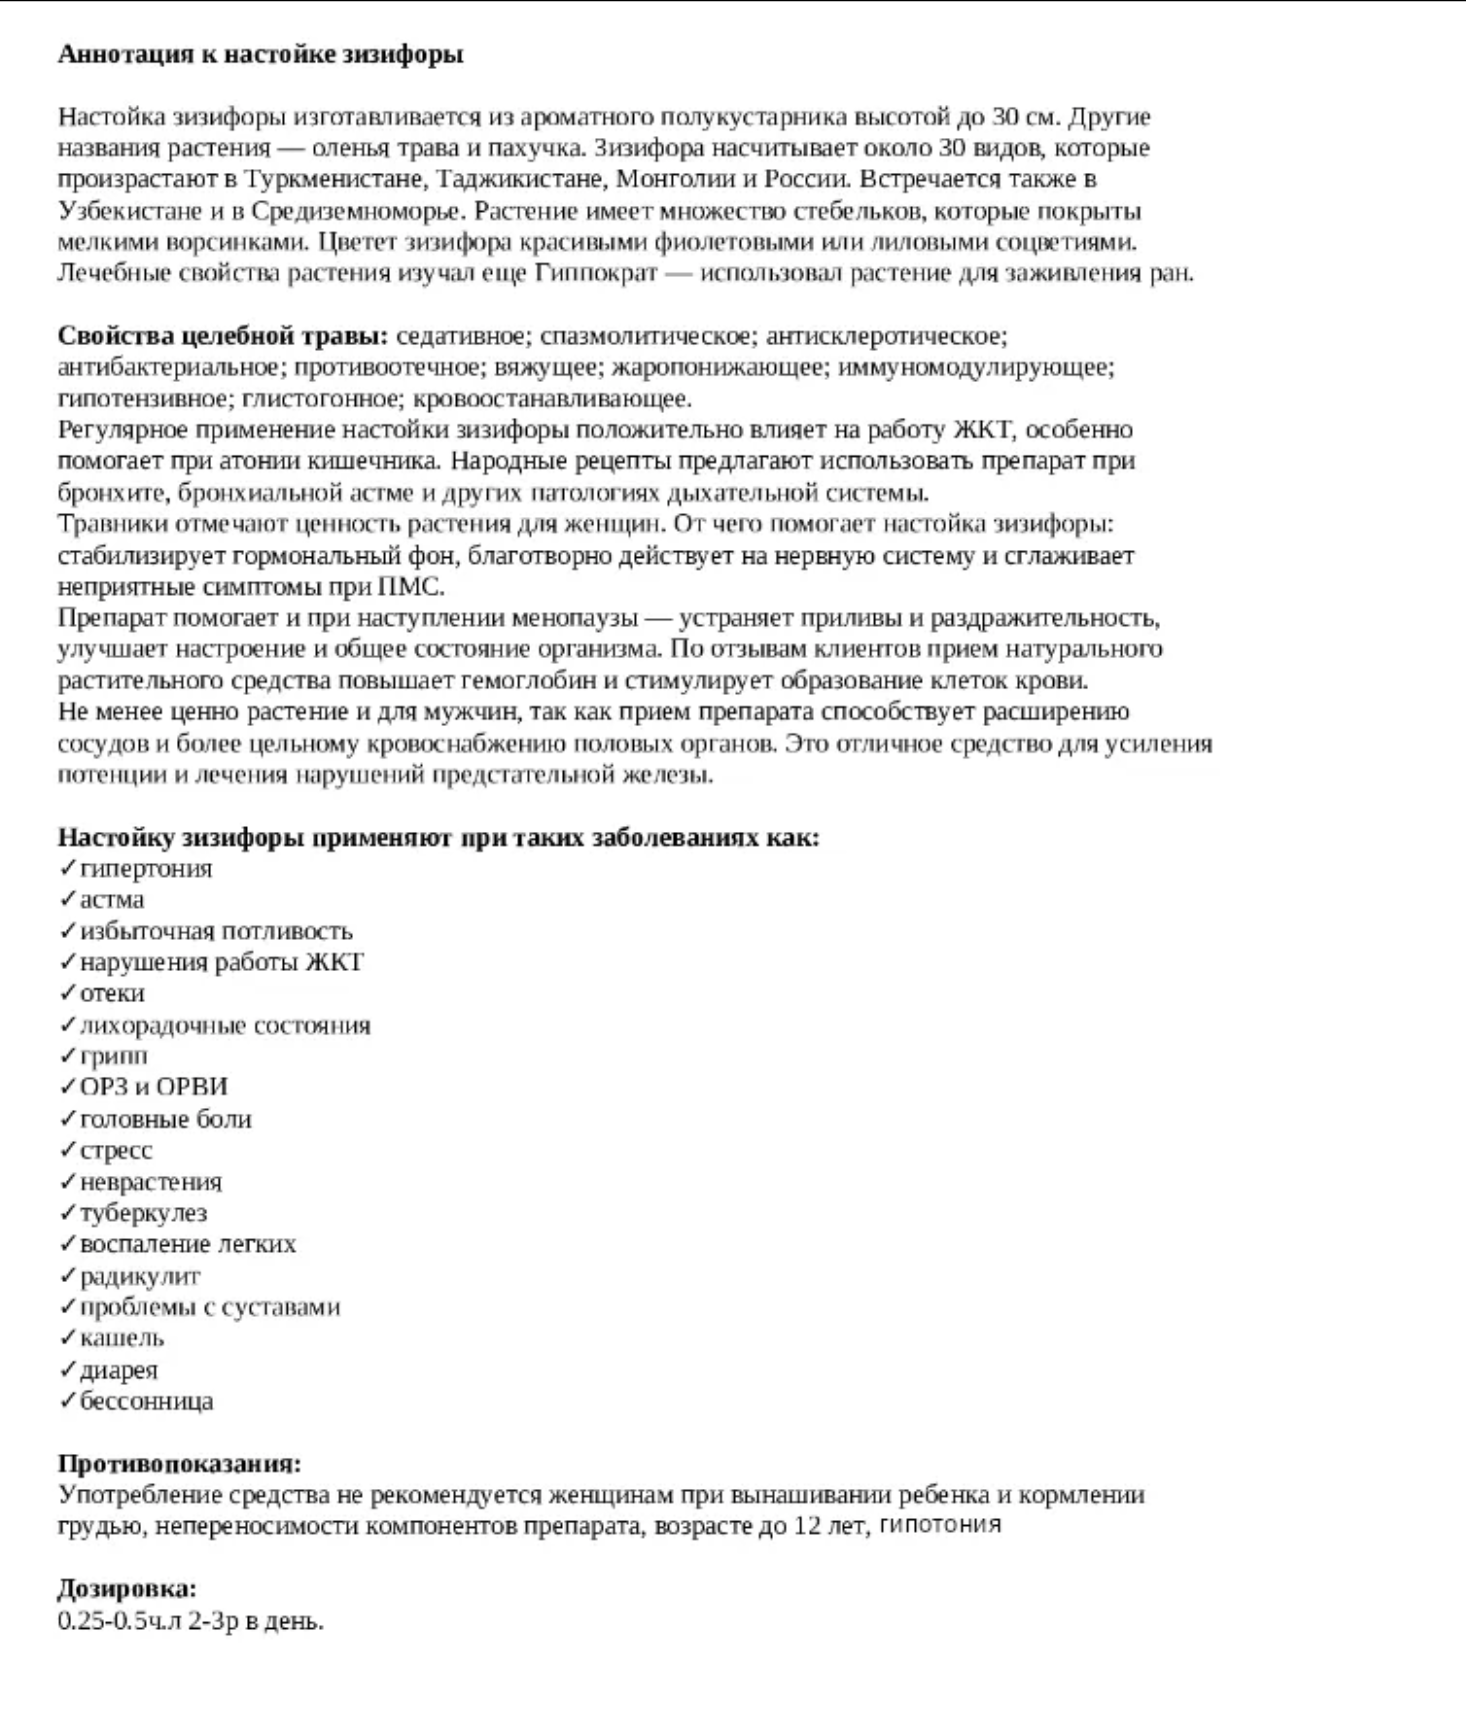 Аннотация к настойке зизифоры
Настойка зизифоры изготавливается из ароматного полукустарника высотой до 30 см. Другие
названия растения — оленья трава и пахучка. Зизифора насчитывает около 30 видов, которые
произрастают в Туркменистане, Таджикистане, Монголии и России. Встречается также в
Узбекистане и в Средиземноморье. Растение имеет множество стебельков, которые покрыты
мелкими ворсинками. Цветет зизифора красивыми фиолетовыми или лиловыми соцветиями.
Лечебные свойства растения изучал еще Гиппократ — использовал растение для заживления ран.
Свойства целебной травы: седативное; спазмолитическое; антисклеротическое;
антибактериальное; противоотечное; вяжущее; жаропонижающее; иммуномодулирующее;
гипотензивное; глистогонное; кровоостанавливающее.
Регулярное применение настойки зизифоры положительно влияет на работу ЖКТ, особенно
помогает при атонии кишечника. Народные рецепты предлагают использовать препарат при
бронхите, бронхиальной астме и других патологиях дыхательной системы.
Травники отмечают ценность растения для женщин. От чего помогает настойка зизифоры:
стабилизирует гормональный фон, благотворно действует на нервную систему и сглаживает
неприятные симптомы при ПМС.
Препарат помогает и при наступлении менопаузы — устраняет приливы и раздражительность,
улучшает настроение и общее состояние организма. По отзывам клиентов прием натурального
растительного средства повышает гемоглобин и стимулирует образование клеток крови.
Не менее ценно растение и для мужчин, так как прием препарата способствует расширению
сосудов и более цельному кровоснабжению половых органов. Это отличное средство для усиления
потенции и лечения нарушений предстательной железы.
Настойку зизифоры применяют при таких заболеваниях как:
✓гипертония
✓астма
✓избыточная потливость
✓нарушения работы ЖКТ
✓отеки
✓лихорадочные состояния
✓грипп
✓ОРЗ и ОРВИ
✓головные боли
✓стресс
✓неврастения
✓туберкулез
✓воспаление легких
✓радикулит
✓проблемы с суставами
✓кашель
✓диарея
✓бессонница
Противопоказания:
Употребление средства не рекомендуется женщинам при вынашивании ребенка и кормлении
грудью, непереносимости компонентов препарата, возрасте до 12 лет, гипотония
Дозировка:
0.25-0.5ч.л 2-3р в день.